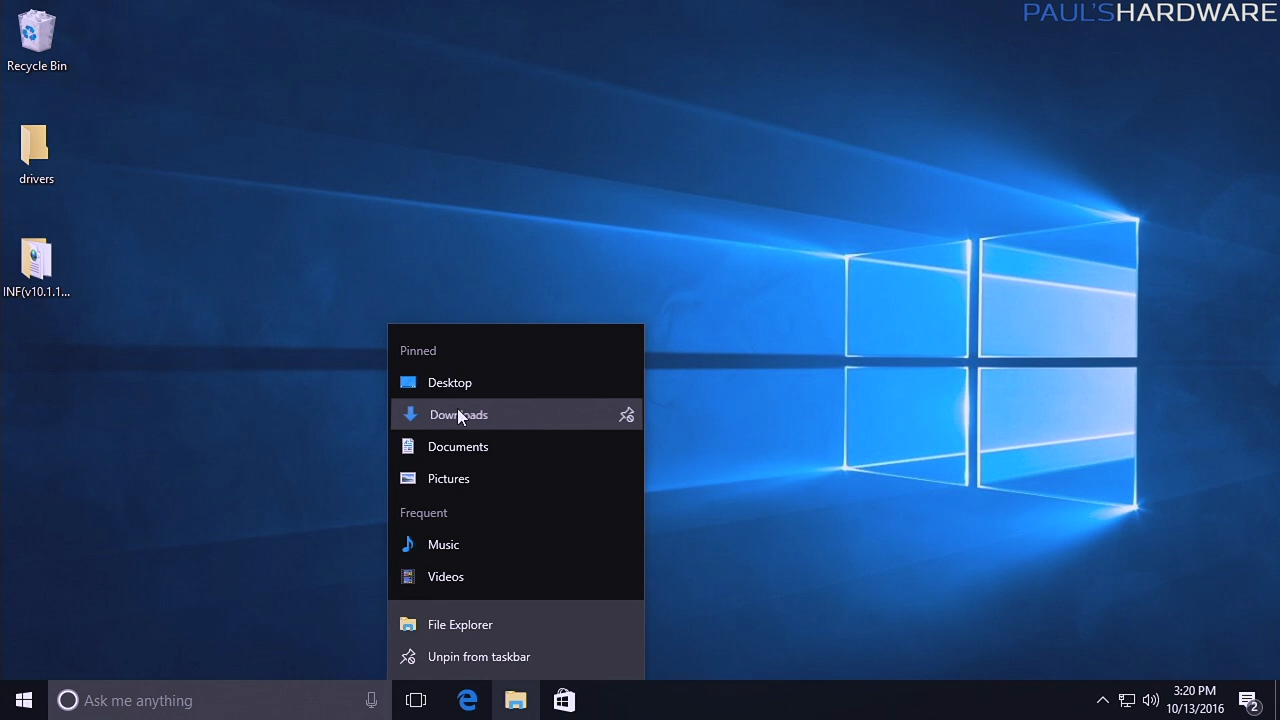 PAUL'SHARDWARE
Recycle Bin
drivers
INF(v10.1.1...
Pinned
Desktop
Downloads
Documents
Pictures
Frequent
Music
Videos
File Explorer
Unpin from taskbar
Ask me anything
3:20 PM
10/13/2016
2